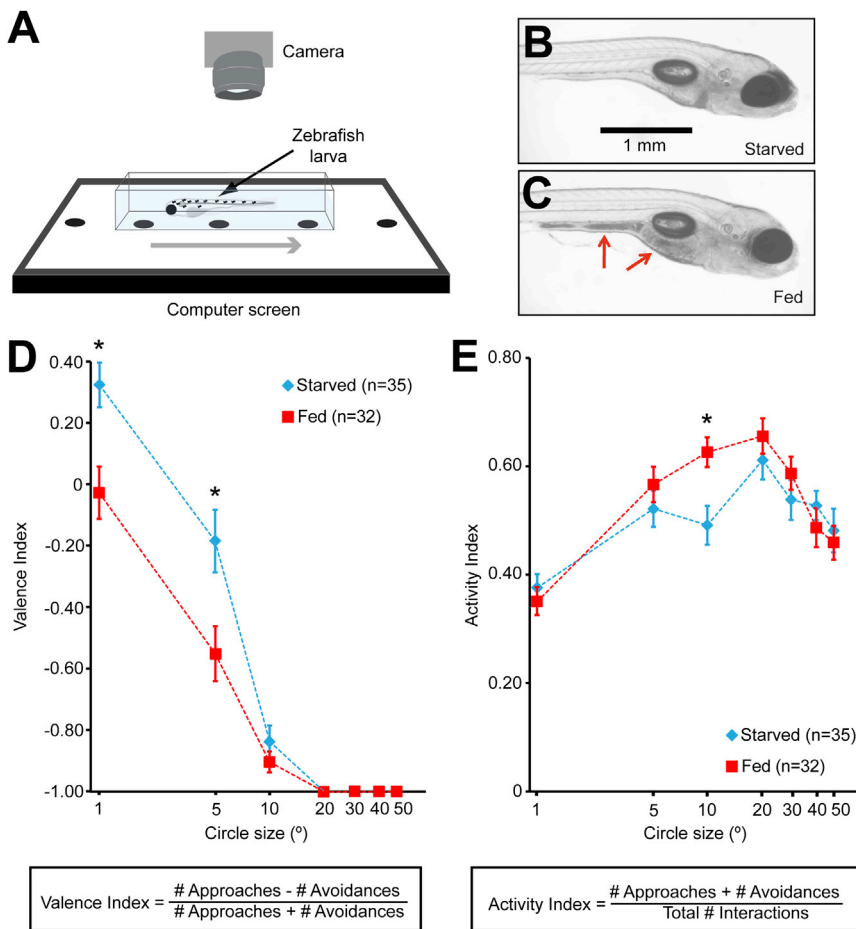 A
Camera
Zebrafish
larva
Computer screen
B
1 mm
Starved
C
Fed
D
*
0.40
0.20
0
-0.20
-0.40
-0.60
-0.80
-1.00
Valence Index
*
Starved (n=35)
Fed (n=32)
1 5 10 20 30 40 50
Circle size (º)
Valence Index = # Approaches - # Avoidances
# Approaches + # Avoidances
E
0.80
0.60
0.40
0.20
0
Activity Index
*
Starved (n=35)
Fed (n=32)
1 5 10 20 30 40 50
Circle size (º)
Activity Index = # Approaches + # Avoidances
Total # Interactions